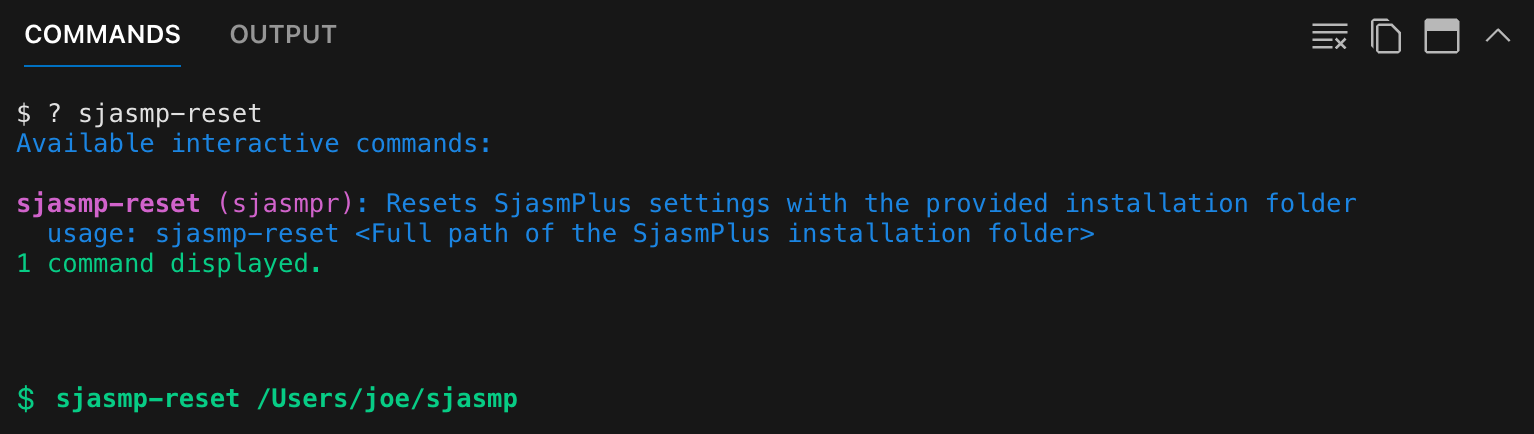 COMMANDS OUTPUT
$ ? sjasmp-reset
Available interactive commands:
sjasmp-reset (sjasmpr): Resets SjasmPlus settings with the provided installation folder
usage: sjasmp-reset <Full path of the SjasmPlus installation folder>
1 command displayed.
$ sjasmp-reset /Users/joe/sjasmp